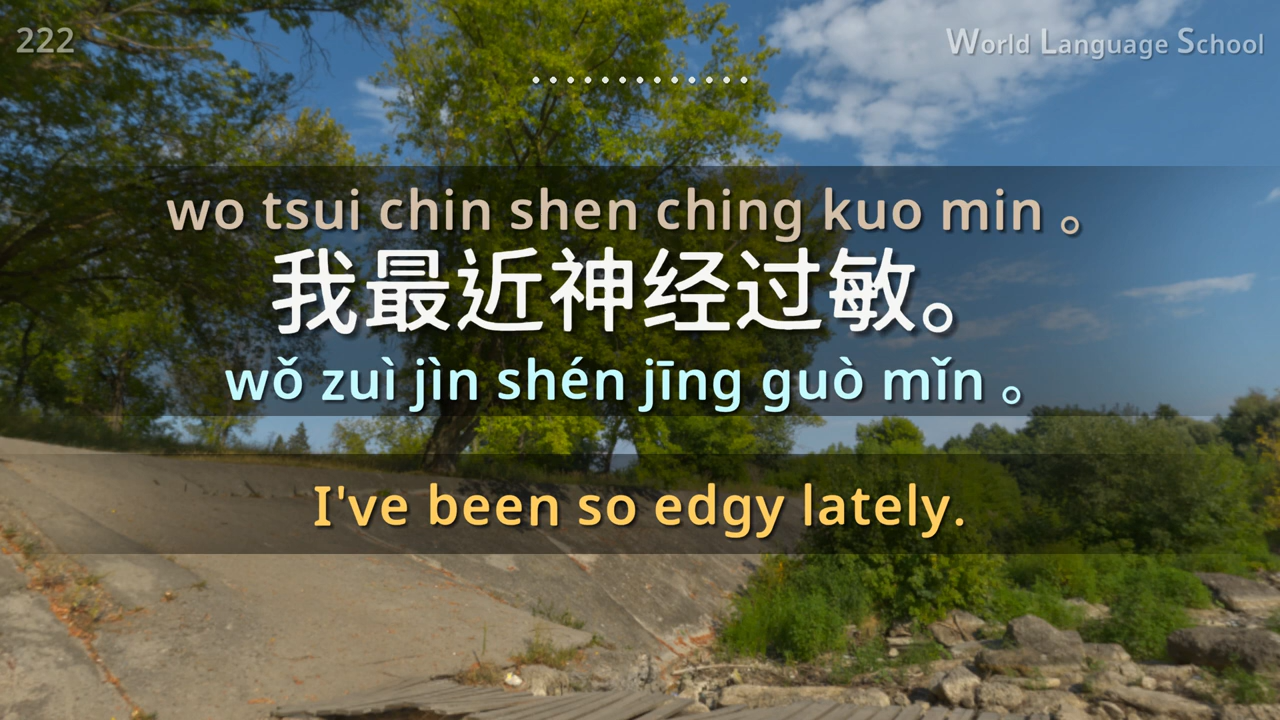 222
World Language School
wo tsui chin shen ching kuo min 。
我最近神经过敏。
wǒ zuì jìn shén jīng guò mǐn 。
I've been so edgy lately.